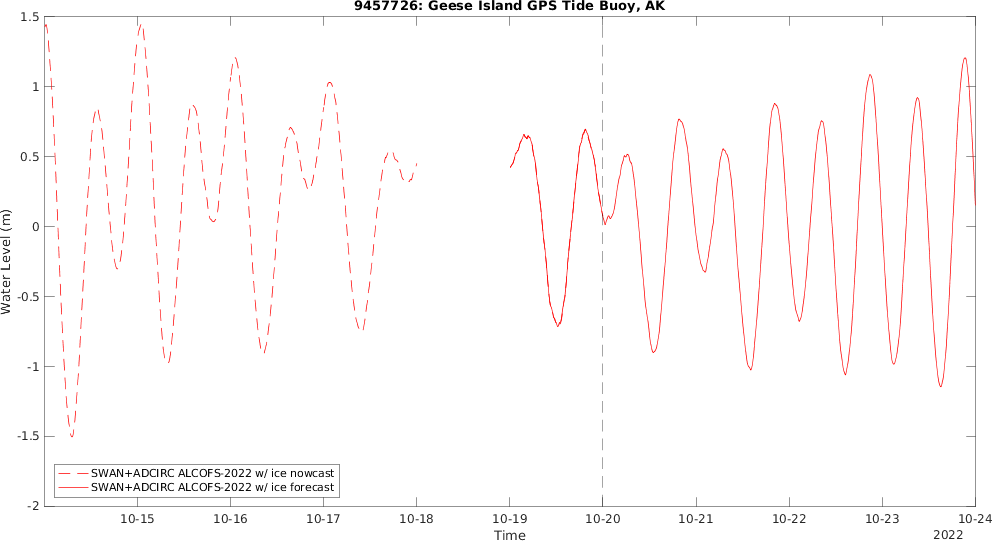 9457726: Geese Island GPS Tide Buoy, AK
1.5
1
0.5
0
-0.5
-1
-1.5
-2
Water Level (m)
SWAN+ADCIRC ALCOFS-2022 w/ ice nowcast
SWAN+ADCIRC ALCOFS-2022 w/ ice forecast
10-15 10-16 10-17 10-18 10-19 10-20 10-21 10-22 10-23 10-24
Time
2022